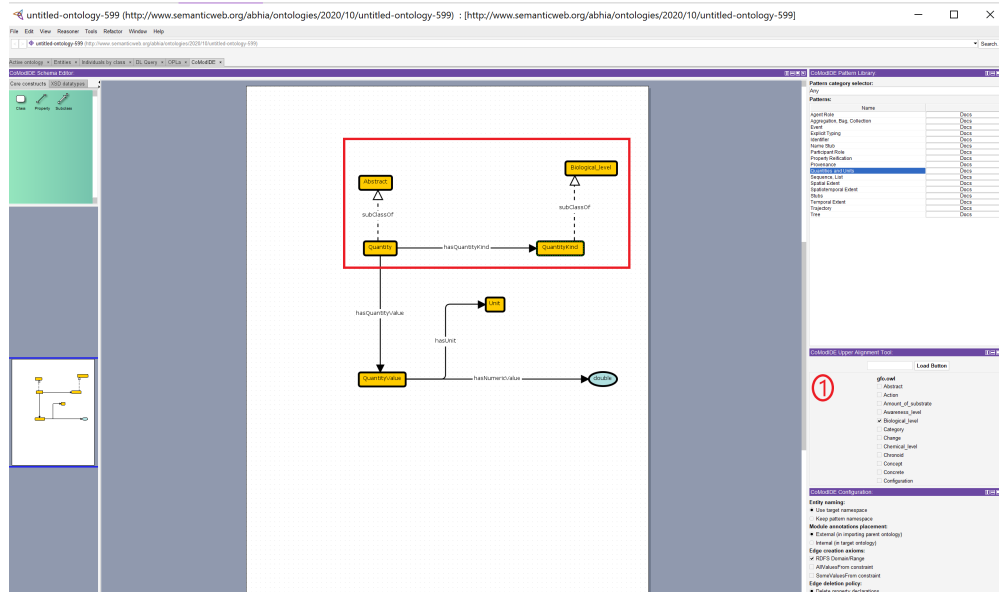 untitled-ontology-599 (http://www.semanticweb.org/abhia/ontologies/2020/10/untitled-ontology-599) : [http://www.semanticweb.org/abhia/ontologies/2020/10/untitled-ontology-599]
File Edit View Reasoner Tools Refactor Window Help
untitled-ontology-599 (http://www.semanticweb.org/abhia/ontologies/2020/10/untitled-ontology-599)
Search
Active ontology × Entities × Individuals by class × DL Query × OPLa × CoModIDE ×
CoModIDE Schema Editor
Core constructs XSD datatypes
Class Property Subclass
Abstract
Biological_level
subClassOf
subClassOf
Quantity
hasQuantityKind
QuantityKind
hasQuantityValue
Unit
hasUnit
QuantityValue
hasNumericValue
double
CoModIDE Pattern Library
Pattern category selector:
Any
Patterns:
Name
Agent Role Docs
Aggregation, Bag, Collection Docs
Event Docs
Explicit Typing Docs
Identifier Docs
Name Stub Docs
Participant Role Docs
Property Reification Docs
Provenance Docs
Quantities and Units Docs
Sequence, List Docs
Spatial Extent Docs
Spatiotemporal Extent Docs
Stubs Docs
Temporal Extent Docs
Trajectory Docs
Tree Docs
CoModIDE Upper Alignment Tool:
Load Button
1
gfo.owl
Abstract
Action
Amount_of_substrate
Awareness_level
Biological_level
Category
Change
Chemical_level
Chronoid
Concept
Concrete
Configuration
CoModIDE Configuration
Entity naming:
Use target namespace
Keep pattern namespace
Module annotations placement:
External (in importing parent ontology)
Internal (in target ontology)
Edge creation axioms:
RDFS Domain/Range
AllValuesFrom constraint
SomeValuesFrom constraint
Edge deletion policy:
Delete property declarations